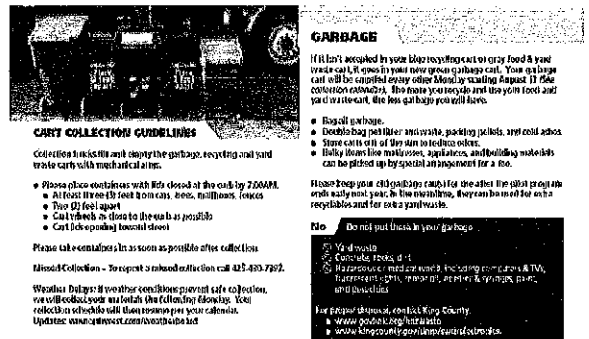 CART COLLECTION GUIDELINES
Collection trucks lift and empty the garbage, recycling and yard
waste carts with mechanical arms.
Please place containers with lids closed at the curb by 7:00AM.
At least three (3) feet from cars, trees, mailboxes, fences
Two (2) feet apart
Cart wheels as close to the curb as possible
Cart lids opening toward street
Please take containers in as soon as possible after collection.
Missed Collection – To report a missed collection call
Weather Delays: If weather conditions prevent safe collection,
we will collect your materials the following Monday. Your
collection schedule will then resume per your calendar.
Updates:
GARBAGE
If it isn't accepted in your blue recycling cart or gray food & yard
waste cart, it goes in your new green garbage cart. Your garbage
cart will be emptied every other Monday starting August (See
collection calendar). The more you recycle and use your food and
yard waste cart, the less garbage you will have.
Bag all garbage.
Double bag pet litter and waste, packing pellets, and cold ashes.
Store carts out of the sun to reduce odors.
Bulky items like mattresses, appliances, and building materials
can be picked up by special arrangement for a fee.
Please keep your old garbage can(s) for use after the pilot program
ends early next year. In the meantime, they can be used for extra
recyclables and for extra yard waste.
No Do not put these in your garbage
Yard waste
Concrete, rocks, dirt
Hazardous or medical waste, including computers & TVs,
fluorescent lights, needles & syringes, paint,
and pesticides
For proper disposal, contact King County.